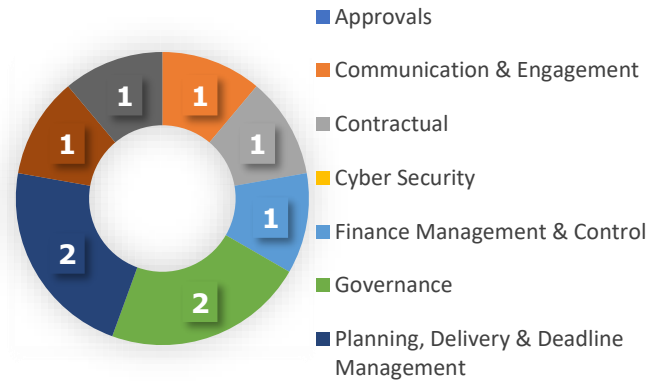 Approvals
Communication & Engagement
Contractual
Cyber Security
Finance Management & Control
Governance
Planning, Delivery & Deadline
Management
1
1
1
2
2
1
1